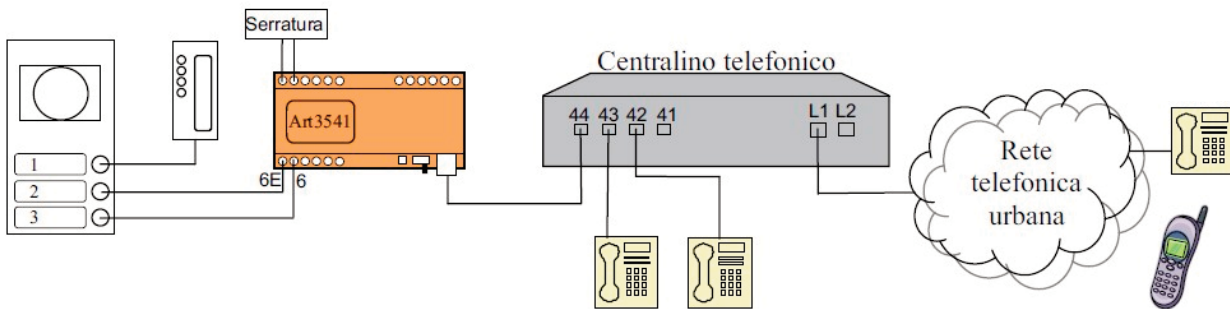 Serratura
Centralino telefonico
Art3541
44 43 42 41
L1 L2
1
2
3
6E 6
Rete
telefonica
urbana